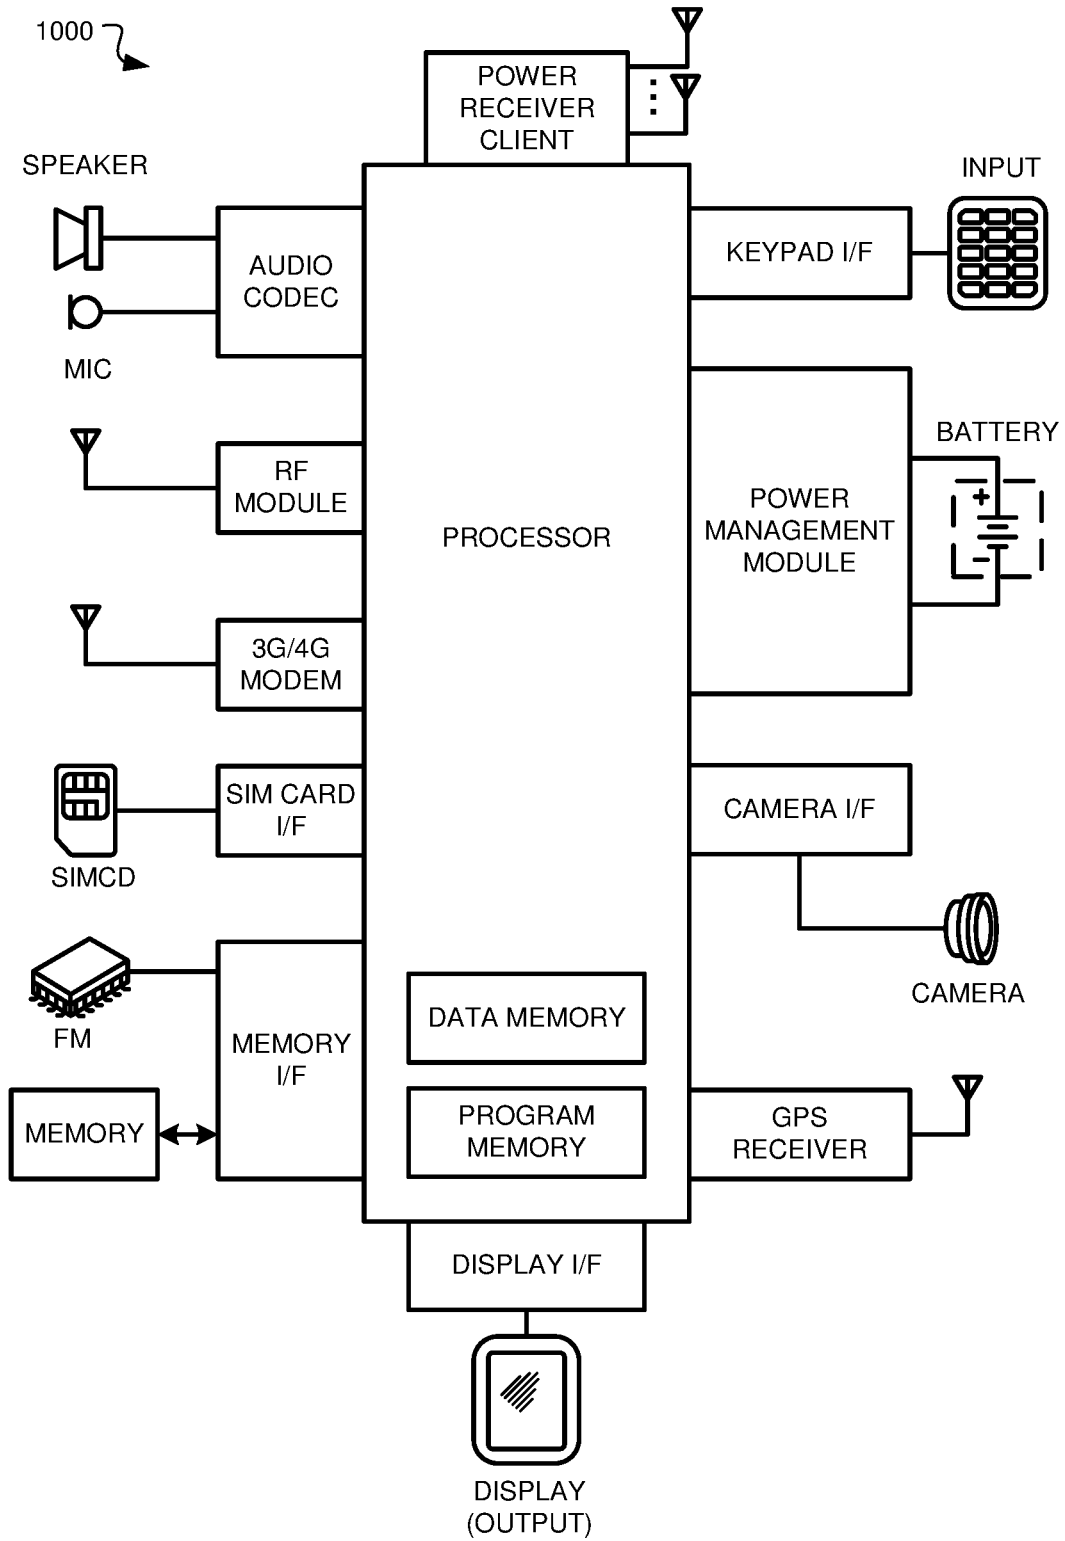 1000
POWER
RECEIVER
CLIENT
SPEAKER
INPUT
AUDIO
CODEC
KEYPAD I/F
MIC
BATTERY
RF
MODULE
PROCESSOR
POWER
MANAGEMENT
MODULE
+
-
3G/4G
MODEM
SIM CARD
I/F
CAMERA I/F
SIMCD
CAMERA
DATA MEMORY
FM
MEMORY
I/F
MEMORY
PROGRAM
MEMORY
GPS
RECEIVER
DISPLAY I/F
DISPLAY
(OUTPUT)